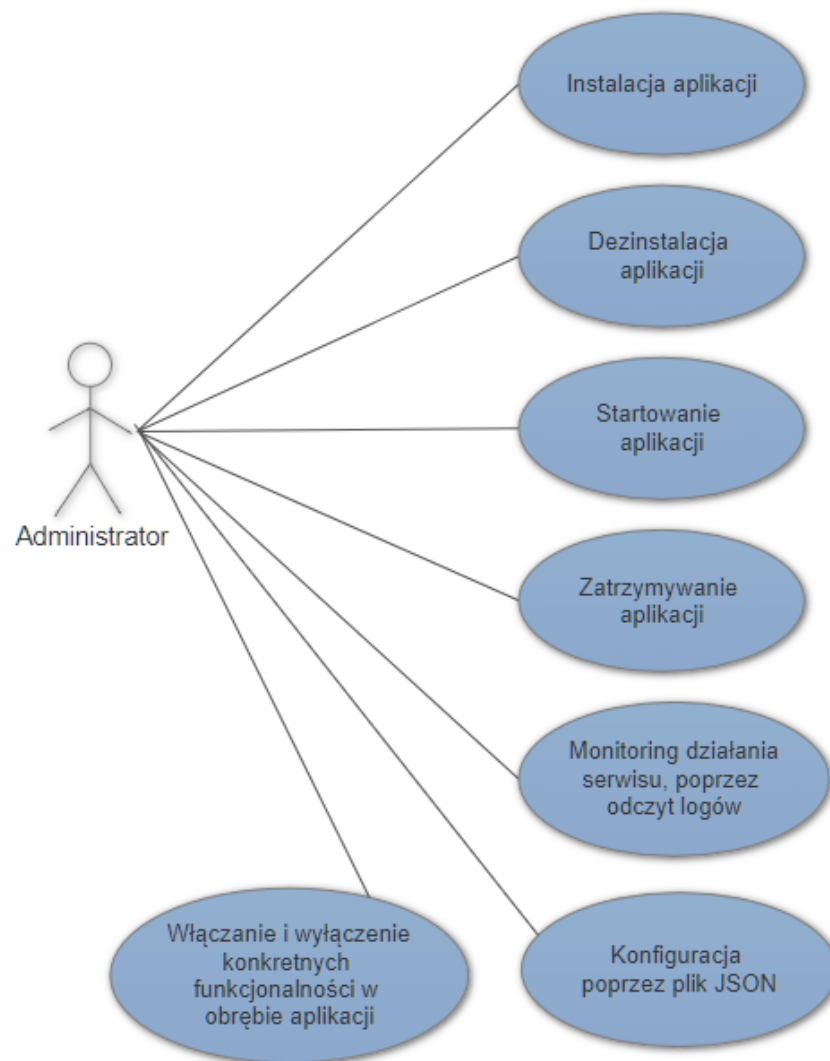 Instalacja aplikacji
Dezinstalacja
aplikacji
Startowanie
aplikacji
Administrator
Zatrzymywanie
aplikacji
Monitoring działania
serwisu, poprzez
odczyt logów
Włączanie i wyłączenie
konkretnych
funkcjonalności w
obrębie aplikacji
Konfiguracja
poprzez plik JSON